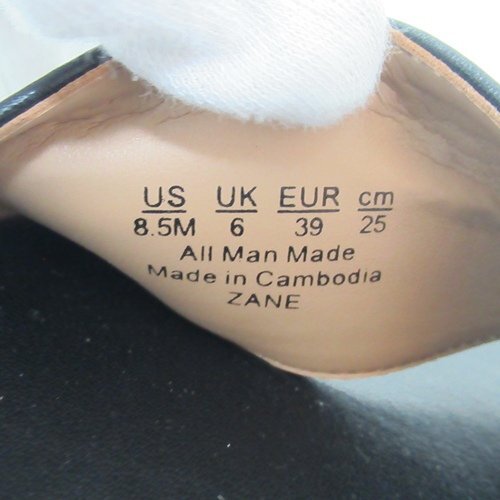 US UK EUR cm
8.5M 6 39 25
All Man Made
Made in Cambodia
ZANE